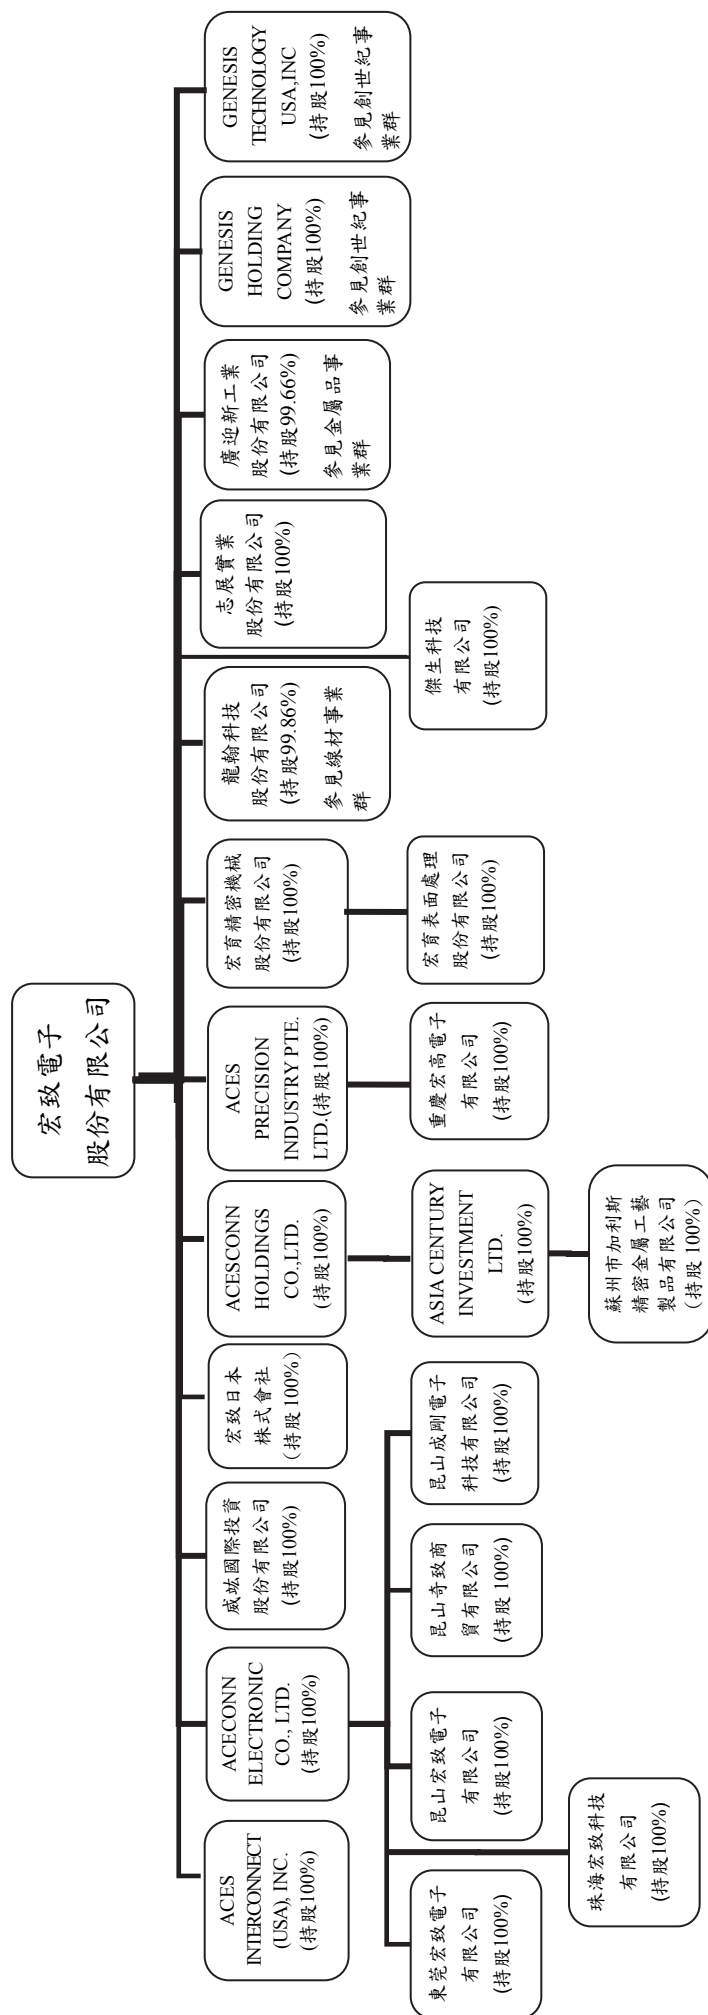 宏致電子
股份有限公司
ACES
INTERCONNECT
(USA), INC.
(持股100%)
ACECONN
ELECTRONIC
CO., LTD.
(持股100%)
威竑國際投資
股份有限公司
(持股100%)
宏致日本
株式會社
(持股100%)
ACESCONN
HOLDINGS
CO.,LTD.
(持股100%)
ACES
PRECISION
INDUSTRY PTE.
LTD.(持股100%)
宏育精密機械
股份有限公司
(持股100%)
龍翰科技
股份有限公司
(持股99.86%)
參見線材事業
群
志展實業
股份有限公司
(持股100%)
廣迎新工業
股份有限公司
(持股99.66%)
參見金屬品事
業群
GENESIS
HOLDING
COMPANY
(持股100%)
參見創世紀事
業群
GENESIS
TECHNOLOGY
USA,INC
(持股100%)
參見創世紀事
業群
東莞宏致電子
有限公司
(持股100%)
昆山宏致電子
有限公司
(持股100%)
昆山奇致商
貿有限公司
(持股 100%)
昆山成剛電子
科技有限公司
(持股100%)
ASIA CENTURY
INVESTMENT
LTD.
(持股100%)
重慶宏高電子
有限公司
(持股100%)
宏育表面處理
股份有限公司
(持股100%)
傑生科技
有限公司
(持股100%)
珠海宏致科技
有限公司
(持股100%)
蘇州市加利斯
精密金屬工藝
製品有限公司
(持股 100%)